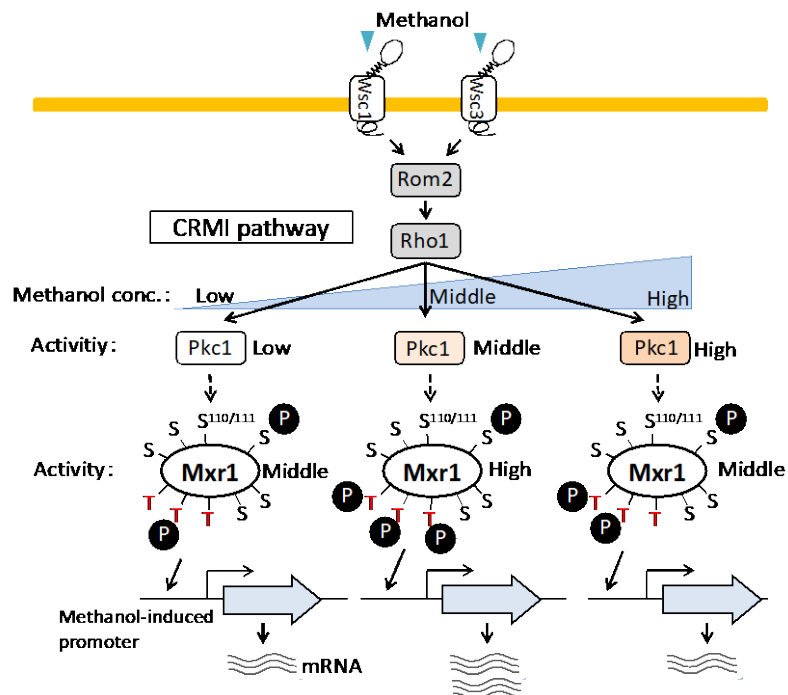 Methanol
Wsc1
Wsc3
Rom2
CRMI pathway
Rho1
Methanol conc.: Low Middle High
Activitiy: Pkc1 Low Pkc1 Middle Pkc1 High
S S S110/111 S P S S S110/111 S P S S S110/111 S P
Activity: S Mxr1 Middle S Mxr1 High S Mxr1 Middle
T T T S S P T T T S S P T T T S S
P P P P
Methanol-induced
promoter
mRNA